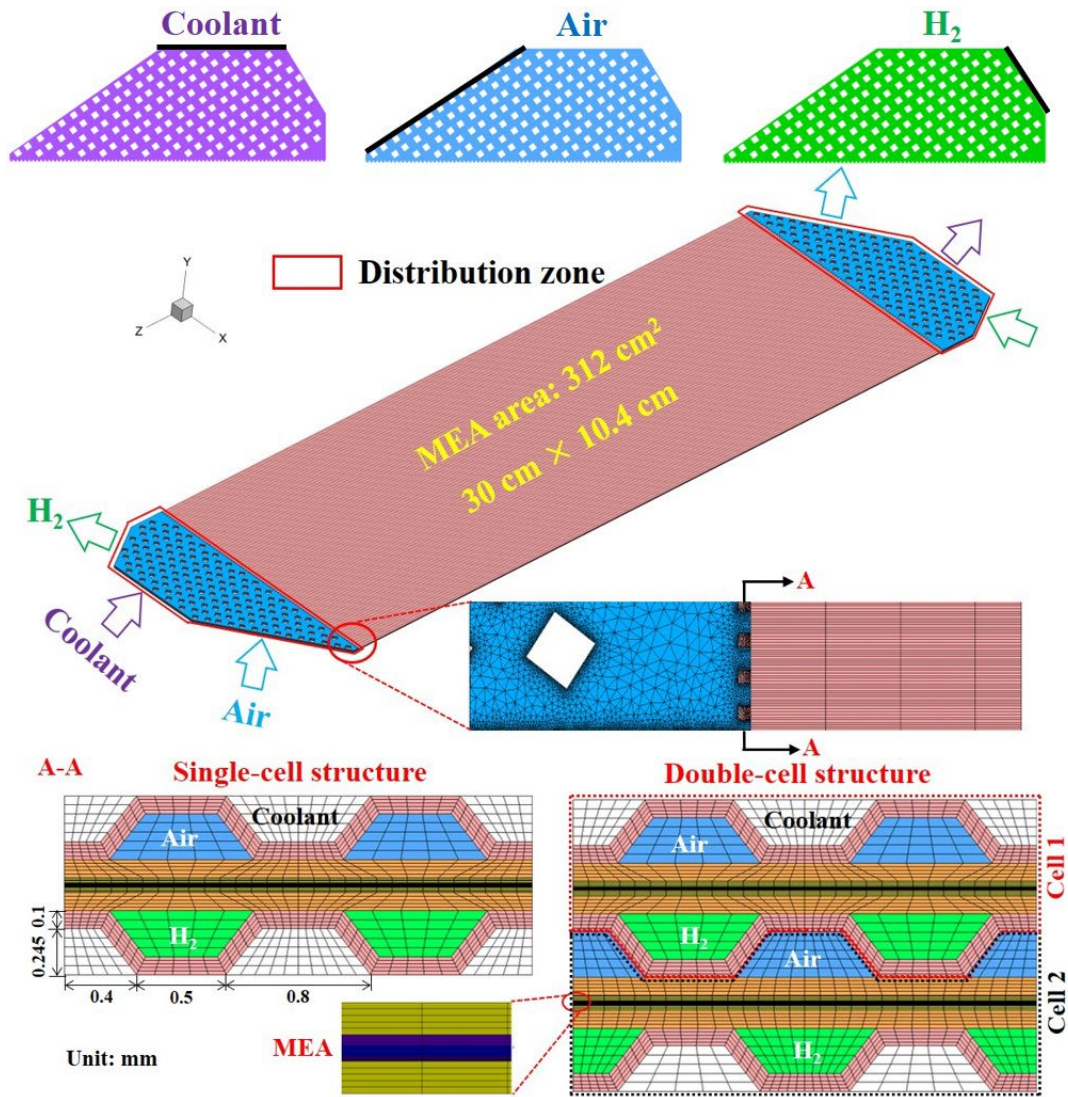 Coolant
Air
H₂
Distribution zone
Y
Z
X
MEA area: 312 cm²
30 cm × 10.4 cm
H₂
Coolant
Air
A
A
A-A
Single-cell structure
Double-cell structure
Coolant
Air
H₂
0.1
0.245
0.4
0.5
0.8
Coolant
Air
H₂
Air
H₂
Cell 1
Cell 2
MEA
Unit: mm